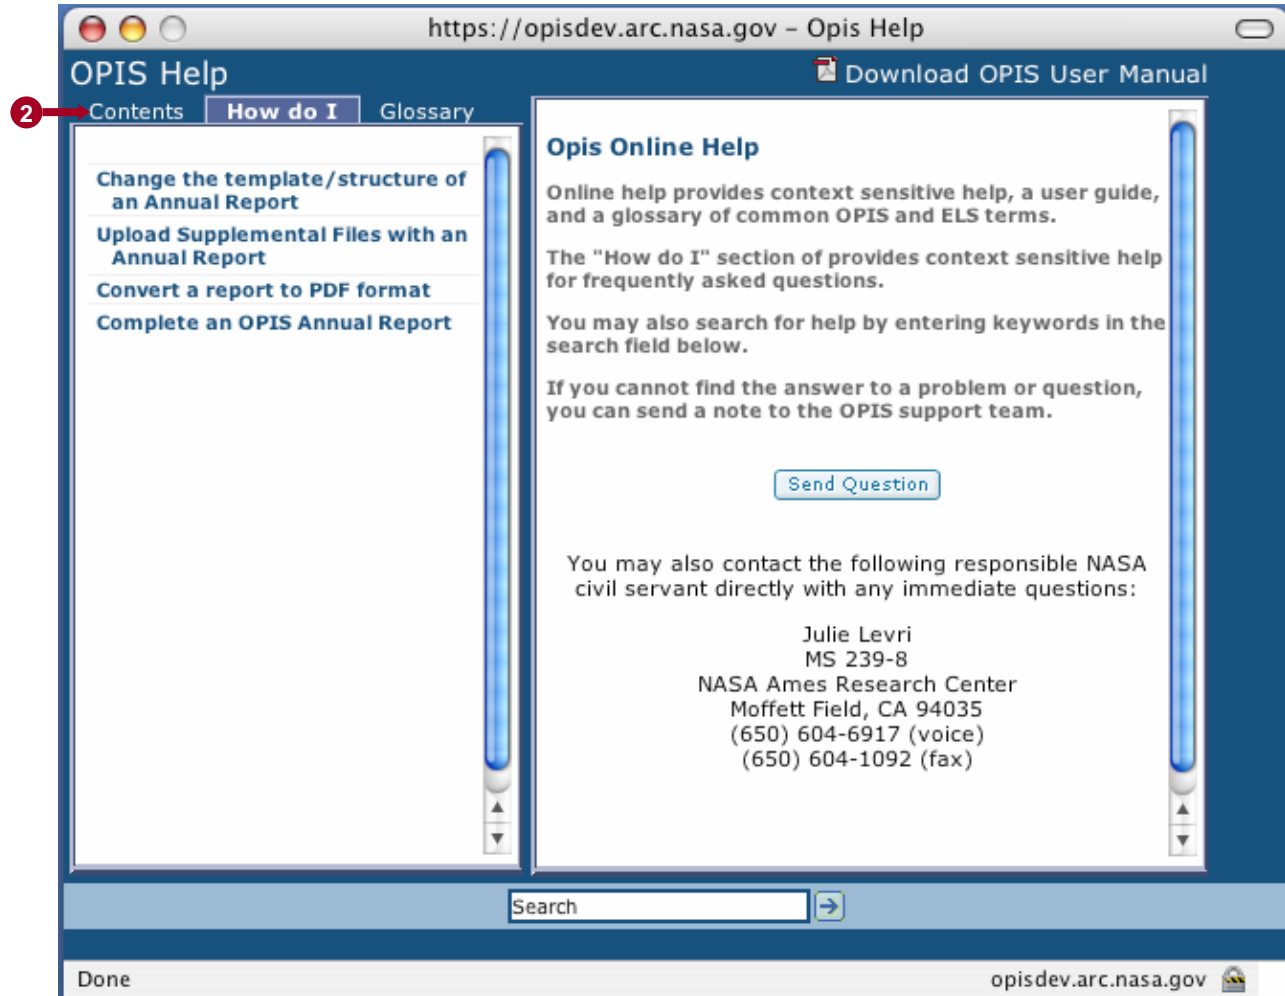 https://opisdev.arc.nasa.gov – Opis Help
OPIS Help
Download OPIS User Manual
2
Contents
How do I
Glossary
Change the template/structure of
an Annual Report
Upload Supplemental Files with an
Annual Report
Convert a report to PDF format
Complete an OPIS Annual Report
Opis Online Help
Online help provides context sensitive help, a user guide,
and a glossary of common OPIS and ELS terms.
The "How do I" section of provides context sensitive help
for frequently asked questions.
You may also search for help by entering keywords in the
search field below.
If you cannot find the answer to a problem or question,
you can send a note to the OPIS support team.
Send Question
You may also contact the following responsible NASA
civil servant directly with any immediate questions:
Julie Levri
MS 239-8
NASA Ames Research Center
Moffett Field, CA 94035
(650) 604-6917 (voice)
(650) 604-1092 (fax)
Search
Done
opisdev.arc.nasa.gov